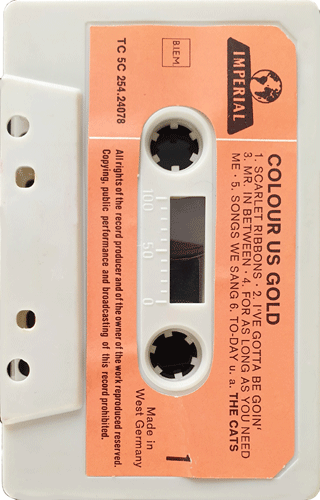 IMPERIAL
COLOUR US GOLD
1. SCARLET RIBBONS · 2. I'VE GOTTA BE GOIN'
3. MR. IN BETWEEN · 4. FOR AS LONG AS YOU NEED
ME · 5. SONGS WE SANG 6. TO-DAY u. a. THE CATS
B.I.E.M.
TC 5C 254.24078
100 50 0
Made in
West Germany
1
All rights of the record producer and of the owner of the work reproduced reserved.
Copying, public performance and broadcasting of this record prohibited.